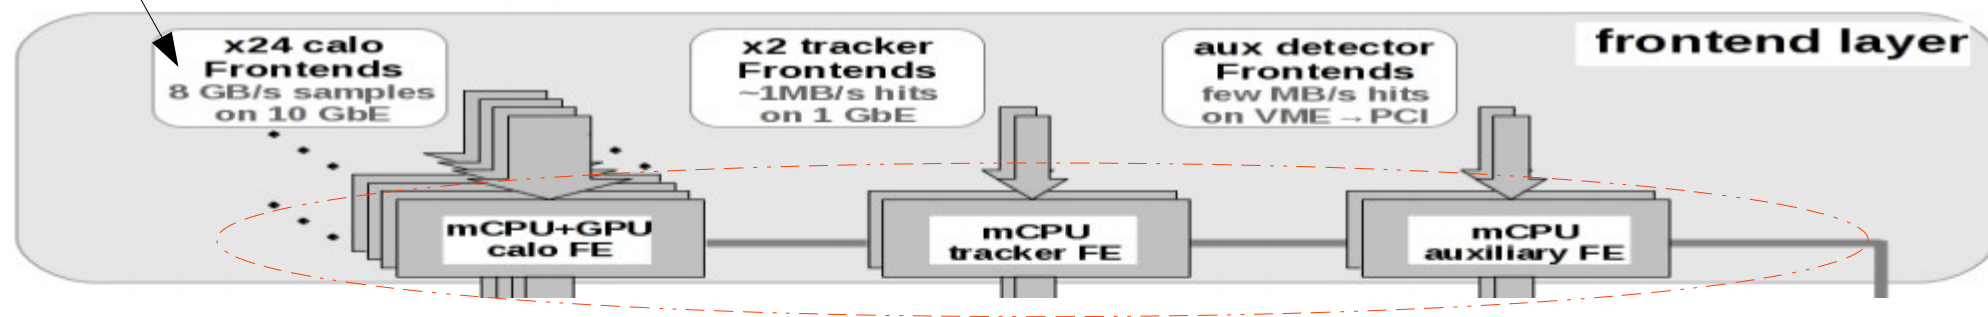 x24 calo
Frontends
8 GB/s samples
on 10 GbE
x2 tracker
Frontends
~1MB/s hits
on 1 GbE
aux detector
Frontends
few MB/s hits
on VME→PCI
frontend layer
mCPU+GPU
calo FE
mCPU
tracker FE
mCPU
auxiliary FE